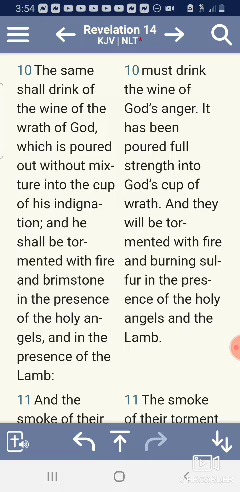 3:54
Revelation 14
KJV | NLT*
10 The same
shall drink of
the wine of the
wrath of God,
which is poured
out without mix-
ture into the cup
of his indigna-
tion; and he
shall be tor-
mented with fire
and brimstone
in the presence
of the holy an-
gels, and in the
presence of the
Lamb:
11 And the
smoke of their
10 must drink
the wine of
God's anger. It
has been
poured full
strength into
God's cup of
wrath. And they
will be tor-
mented with fire
and burning sul-
fur in the pres-
ence of the holy
angels and the
Lamb.
11 The smoke
of their torment